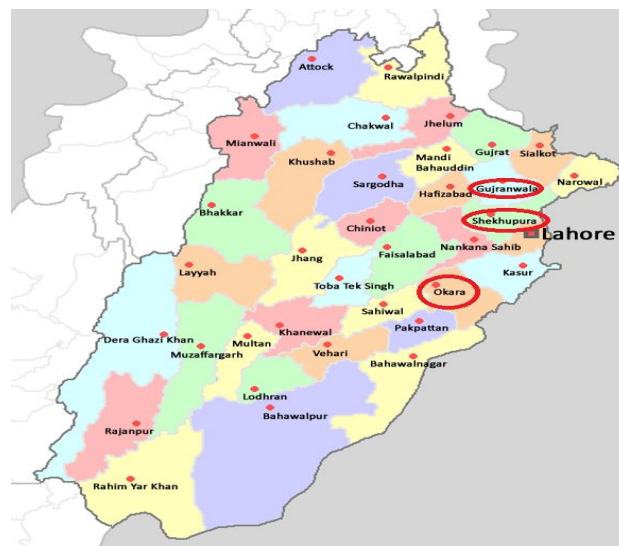 Attock
Rawalpindi
Chakwal
Jhelum
Mianwali
Gujrat
Sialkot
Khushab
Mandi
Bahauddin
Sargodha
Hafizabad
Gujranwala
Narowal
Bhakkar
Chiniot
Shekhupura
Lahore
Nankana Sahib
Jhang
Faisalabad
Layyah
Kasur
Toba Tek Singh
Okara
Sahiwal
Dera Ghazi Khan
Khanewal
Pakpattan
Multan
Muzaffargarh
Vehari
Bahawalnagar
Lodhran
Bahawalpur
Rajanpur
Rahim Yar Khan